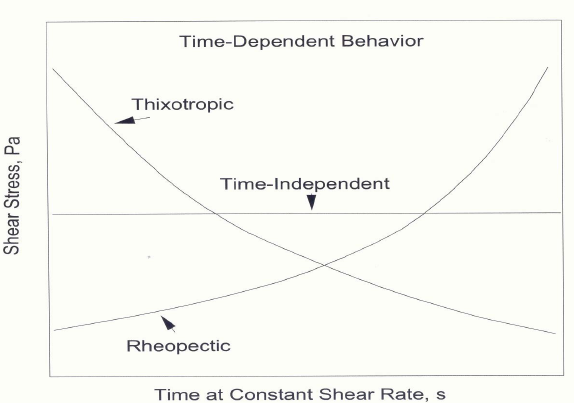 Time-Dependent Behavior
Thixotropic
Time-Independent
Shear Stress, Pa
Rheopectic
Time at Constant Shear Rate, s